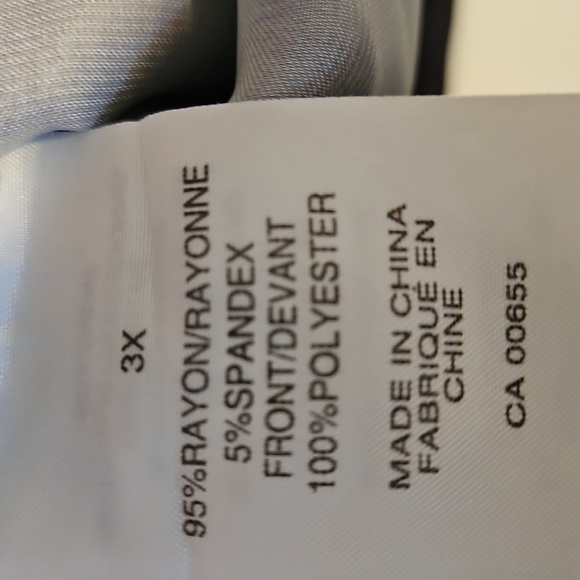 3X
95%RAYON/RAYONNE
5%SPANDEX
FRONT/DEVANT
100%POLYESTER
MADE IN CHINA
FABRIQUÉ EN
CHINE
CA 00655